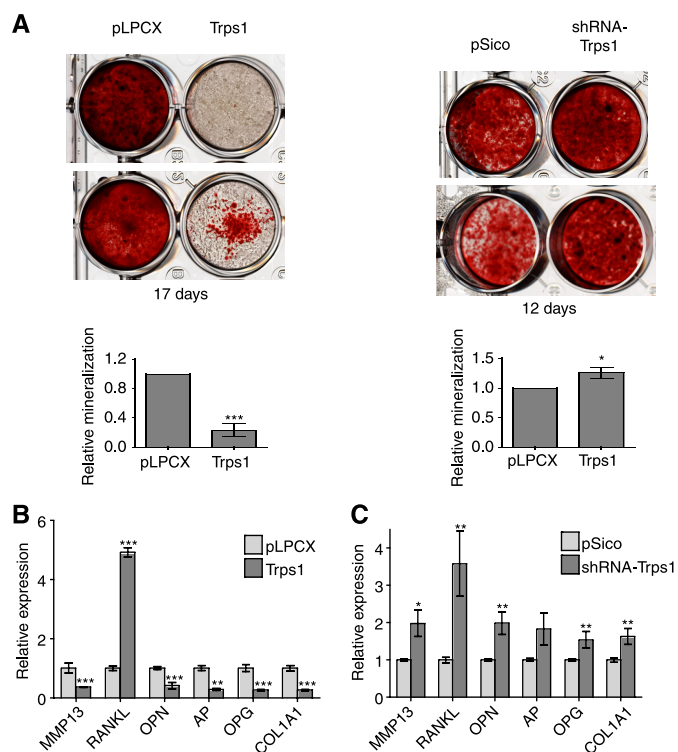 A
pLPCX Trps1
pSico shRNA-
Trps1
17 days
12 days
Relative mineralization
1.2
0.8
0.4
0.0
***
pLPCX Trps1
Relative mineralization
1.5
1.0
0.5
0.0
*
pLPCX Trps1
B
Relative expression
6
4
2
0
pLPCX
Trps1
*** *** *** ** *** ***
MMP13 RANKL OPN AP OPG COL1A1
C
Relative expression
4
3
2
1
0
pSico
shRNA-Trps1
* ** ** ** **
MMP13 RANKL OPN AP OPG COL1A1